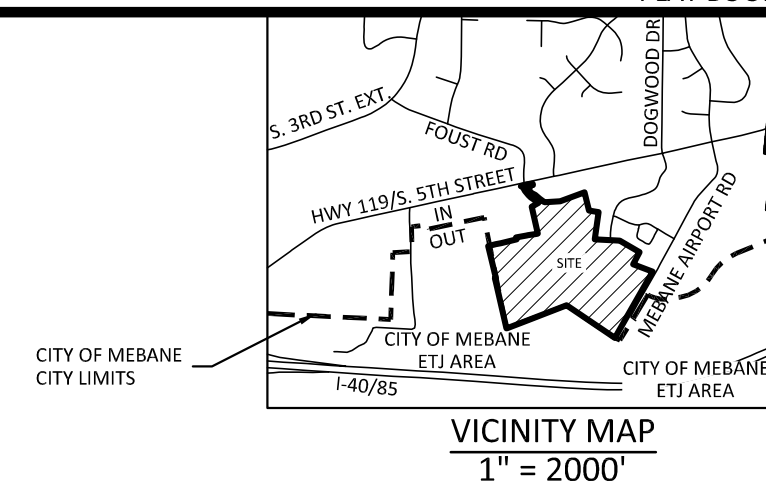 DOGWOOD DR
S. 3RD ST. EXT.
FOUST RD
HWY 119/S. 5TH STREET
IN
OUT
SITE
MEBANE AIRPORT RD
CITY OF MEBANE
CITY LIMITS
CITY OF MEBANE
ETJ AREA
CITY OF MEBANE
ETJ AREA
I-40/85
VICINITY MAP
1" = 2000'